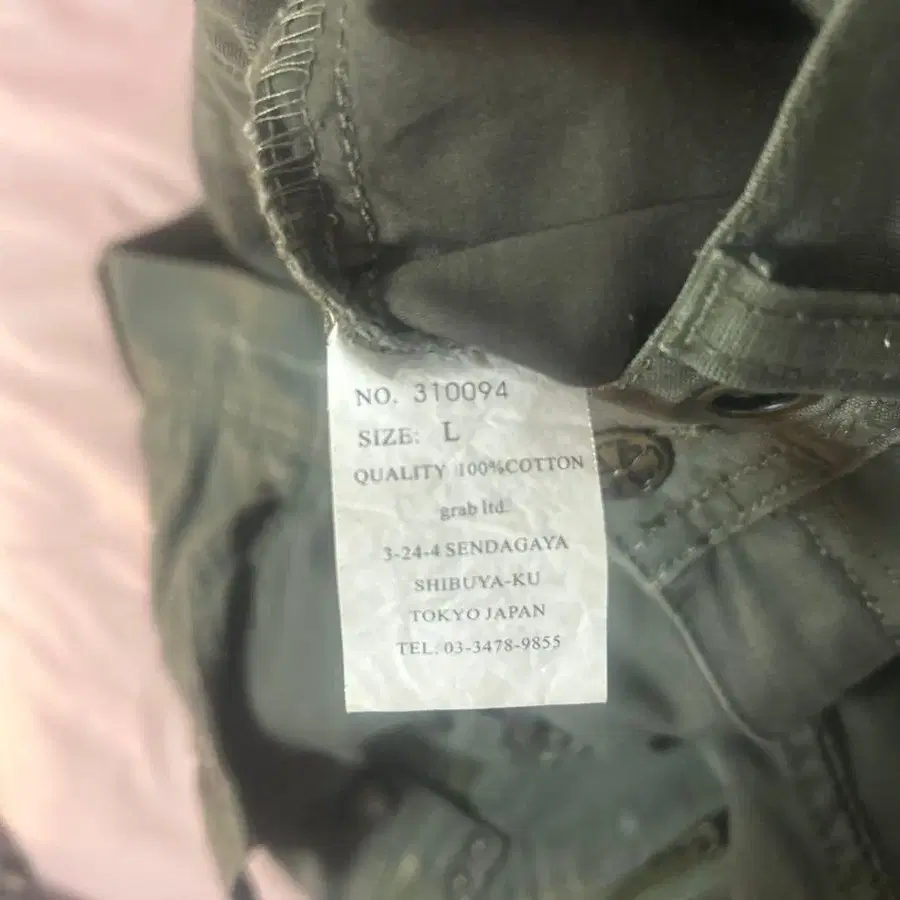 NO. 310094
SIZE: L
QUALITY 100%COTTON
grab ltd.
3-24-4 SENDAGAYA
SHIBUYA-KU
TOKYO JAPAN
TEL: 03-3478-9855